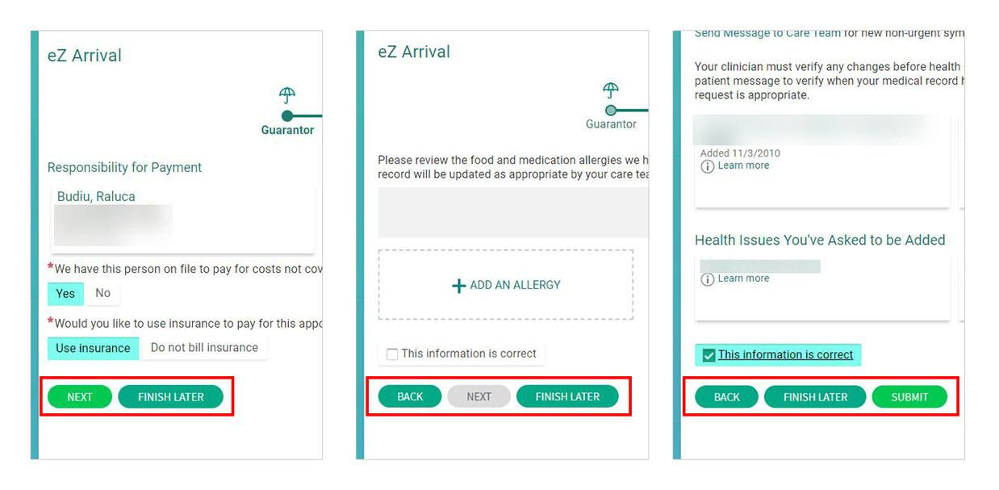 eZ Arrival
Guarantor
Responsibility for Payment
Budiu, Raluca
*We have this person on file to pay for costs not cov
Yes No
*Would you like to use insurance to pay for this appo
Use insurance Do not bill insurance
NEXT FINISH LATER
eZ Arrival
Guarantor
Please review the food and medication allergies we h
record will be updated as appropriate by your care tea
+ ADD AN ALLERGY
This information is correct
BACK NEXT FINISH LATER
Send Message to Care Team for new non-urgent sym
Your clinician must verify any changes before health
patient message to verify when your medical record h
request is appropriate.
Added 11/3/2010
Learn more
Health Issues You've Asked to be Added
Learn more
This information is correct
BACK FINISH LATER SUBMIT